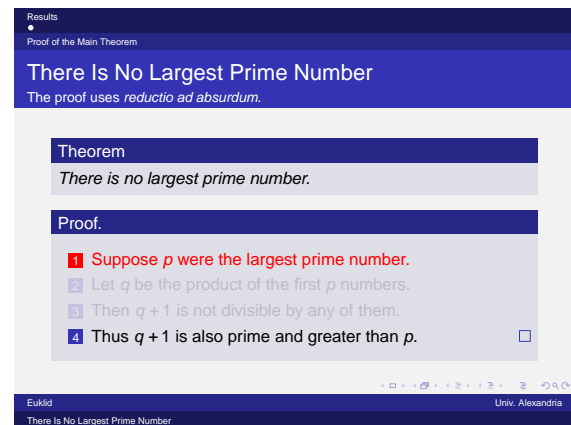 Results
Proof of the Main Theorem
There Is No Largest Prime Number
The proof uses reductio ad absurdum.
Theorem
There is no largest prime number.
Proof.
1 Suppose p were the largest prime number.
2 Let q be the product of the first p numbers.
3 Then q + 1 is not divisible by any of them.
4 Thus q + 1 is also prime and greater than p.
Euklid Univ. Alexandria
There Is No Largest Prime Number